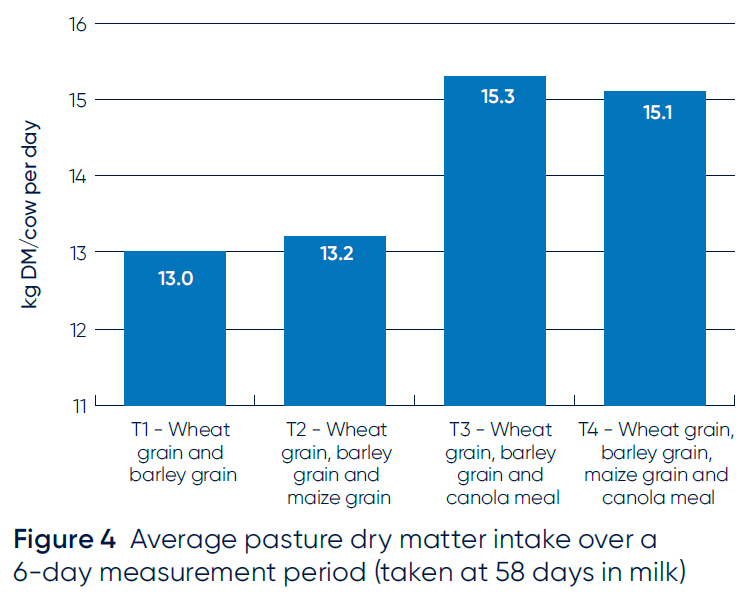 16
15
14
13
12
11
kg DM/cow per day
13.0
13.2
15.3
15.1
T1 - Wheat
grain and
barley grain
T2 - Wheat
grain, barley
grain and
maize grain
T3 - Wheat
grain, barley
grain and
canola meal
T4 - Wheat grain,
barley grain,
maize grain and
canola meal
Figure 4 Average pasture dry matter intake over a
6-day measurement period (taken at 58 days in milk)